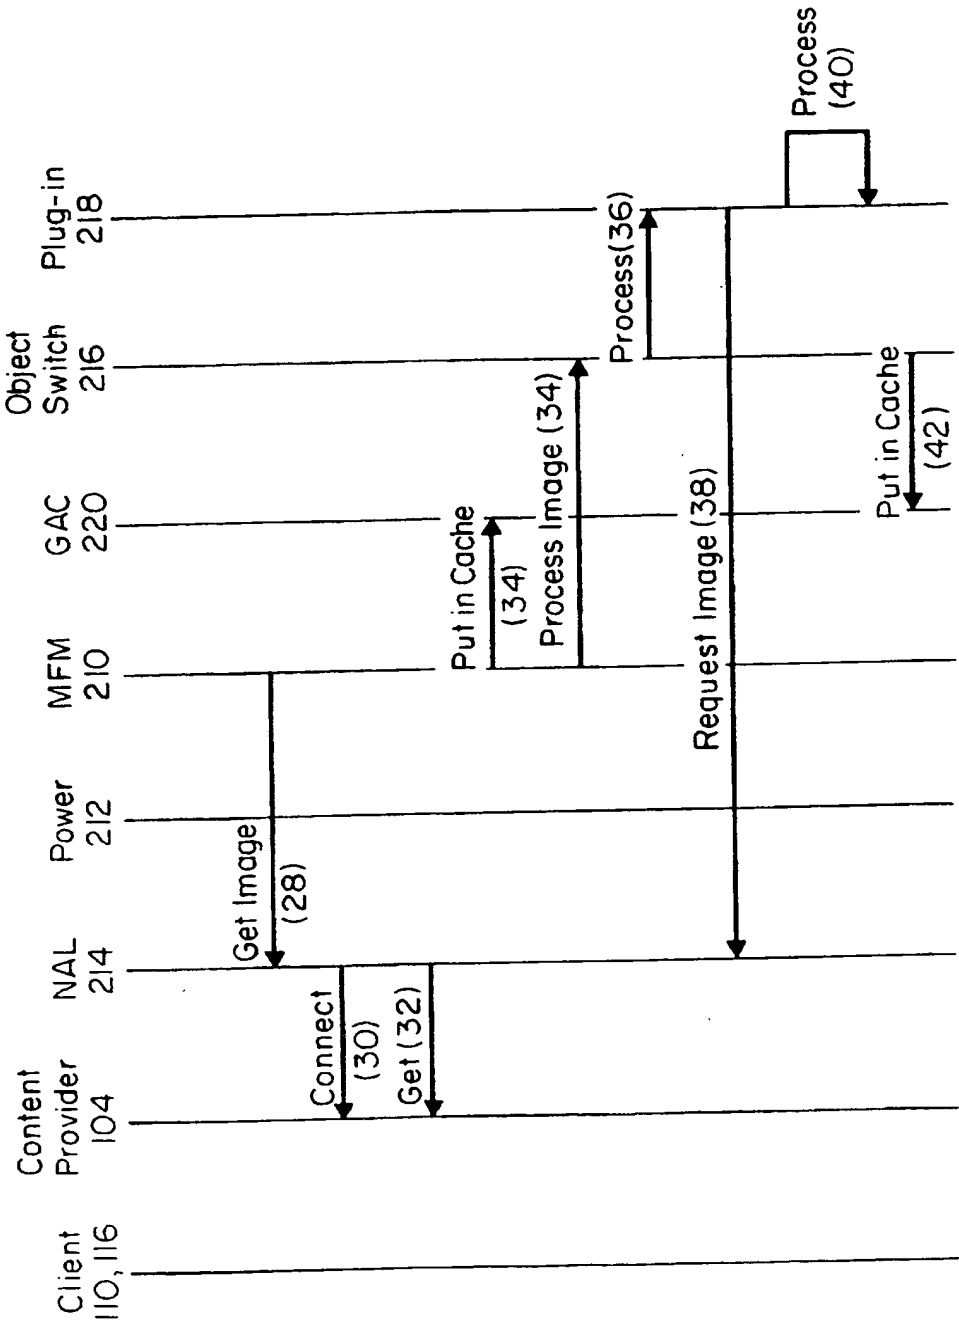 Client
110,116
Content
Provider
104
NAL
214
Power
212
MFM
210
GAC
220
Object
Switch
216
Plug-in
218
Get Image
(28)
Connect
(30)
Get (32)
Put in Cache
(34)
Process Image (34)
Process(36)
Request Image (38)
Process
(40)
Put in Cache
(42)